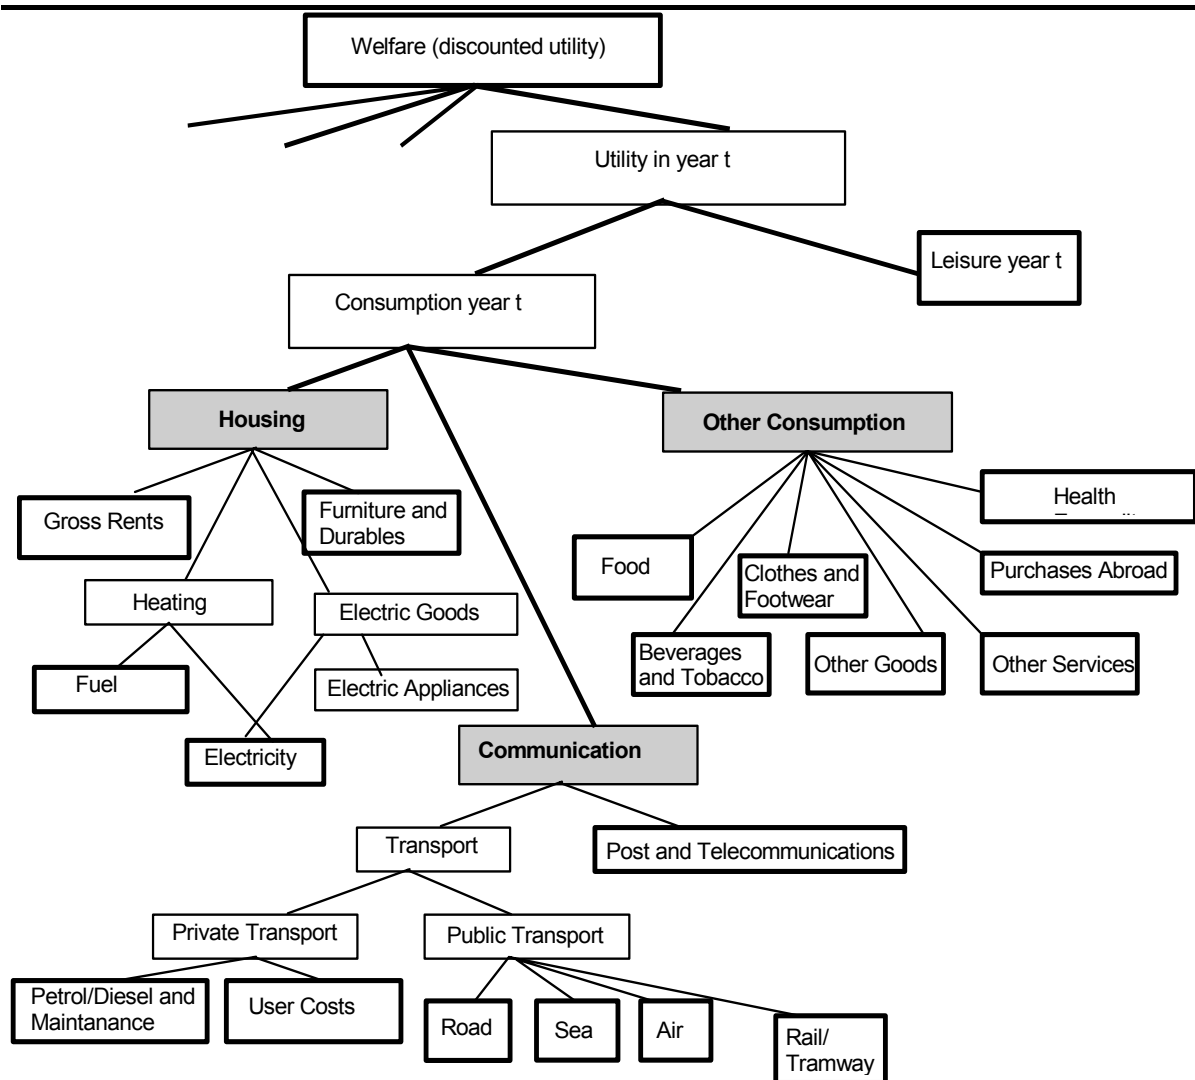 Welfare (discounted utility)
Utility in year t
Leisure year t
Consumption year t
Housing
Other Consumption
Gross Rents
Furniture and
Durables
Health
Food
Clothes and
Footwear
Purchases Abroad
Heating
Electric Goods
Beverages
and Tobacco
Other Goods
Other Services
Fuel
Electric Appliances
Electricity
Communication
Transport
Post and Telecommunications
Private Transport
Public Transport
Petrol/Diesel and
Maintanance
User Costs
Road
Sea
Air
Rail/
Tramway